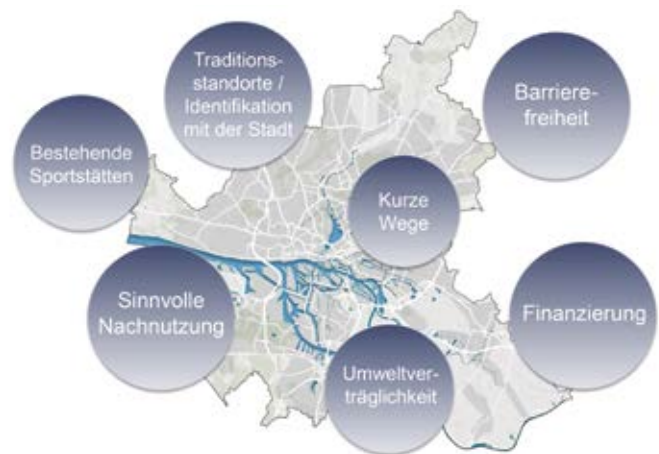 Traditions-
standorte /
Identifikation
mit der Stadt
Barriere-
freiheit
Bestehende
Sportstätten
Kurze
Wege
Sinnvolle
Nachnutzung
Finanzierung
Umweltver-
träglichkeit